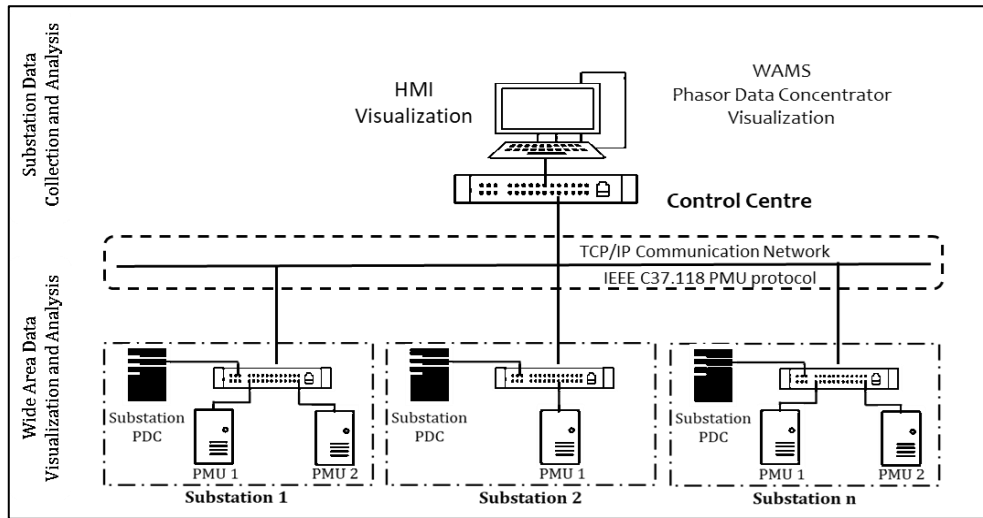 Substation Data
Collection and Analysis
HMI
Visualization
WAMS
Phasor Data Concentrator
Visualization
Control Centre
TCP/IP Communication Network
IEEE C37.118 PMU protocol
Wide Area Data
Visualization and Analysis
Substation
PDC
PMU 1
PMU 2
Substation 1
Substation
PDC
PMU 1
Substation 2
Substation
PDC
PMU 1
PMU 2
Substation n